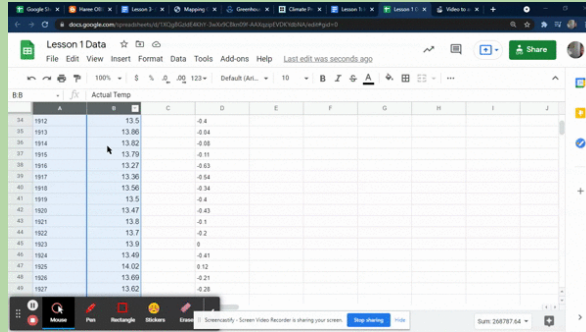 Google Sh
Haree Olh
Lesson 3 -
Mapping
Greenhou
Climate Pr
Lesson 1
Lesson 1 D
Video to
docs.google.com
Lesson 1 Data
File Edit View Insert Format Data Tools Add-ons Help Last edit was seconds ago
Share
100% $ % .0 .00 123 Default (Ari... 10 B I S A
B:B fx Actual Temp
A B C D E F G H I J
34 1912 13.5 -0.4
35 1913 13.86 -0.04
36 1914 13.82 -0.08
37 1915 13.79 -0.11
38 1916 13.27 -0.63
39 1917 13.36 -0.54
40 1918 13.56 -0.34
41 1919 13.5 -0.4
42 1920 13.47 -0.43
43 1921 13.8 -0.1
44 1922 13.7 -0.2
45 1923 13.9 0
46 1924 13.49 -0.41
47 1925 14.02 0.12
48 1926 13.69 -0.21
49 1927 13.62 -0.28
Mouse Pen Rectangle Stickers Erase
Screencastify - Screen Video Recorder is sharing your screen. Stop sharing Hide
Sum: 268787.64